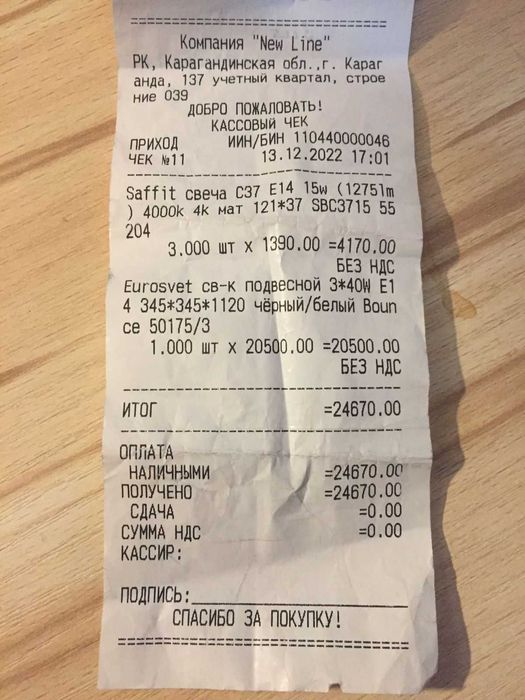 Компания "New Line"
РК, Карагандинская обл.,г. Караг
анда, 137 учетный квартал, строе
ние 039
ДОБРО ПОЖАЛОВАТЬ!
КАССОВЫЙ ЧЕК
ПРИХОД ИИН/БИН 110440000046
ЧЕК №11 13.12.2022 17:01
Saffit свеча C37 E14 15w (1275lm
) 4000k 4k мат 121*37 SBC3715 55
204
3.000 шт X 1390.00 =4170.00
БЕЗ НДС
Eurosvet св-к подвесной 3*40W E1
4 345*345*1120 чёрный/белый Boun
ce 50175/3
1.000 шт X 20500.00 =20500.00
БЕЗ НДС
ИТОГ =24670.00
ОПЛАТА
НАЛИЧНЫМИ =24670.00
ПОЛУЧЕНО =24670.00
СДАЧА =0.00
СУММА НДС =0.00
КАССИР:
ПОДПИСЬ:
СПАСИБО ЗА ПОКУПКУ!